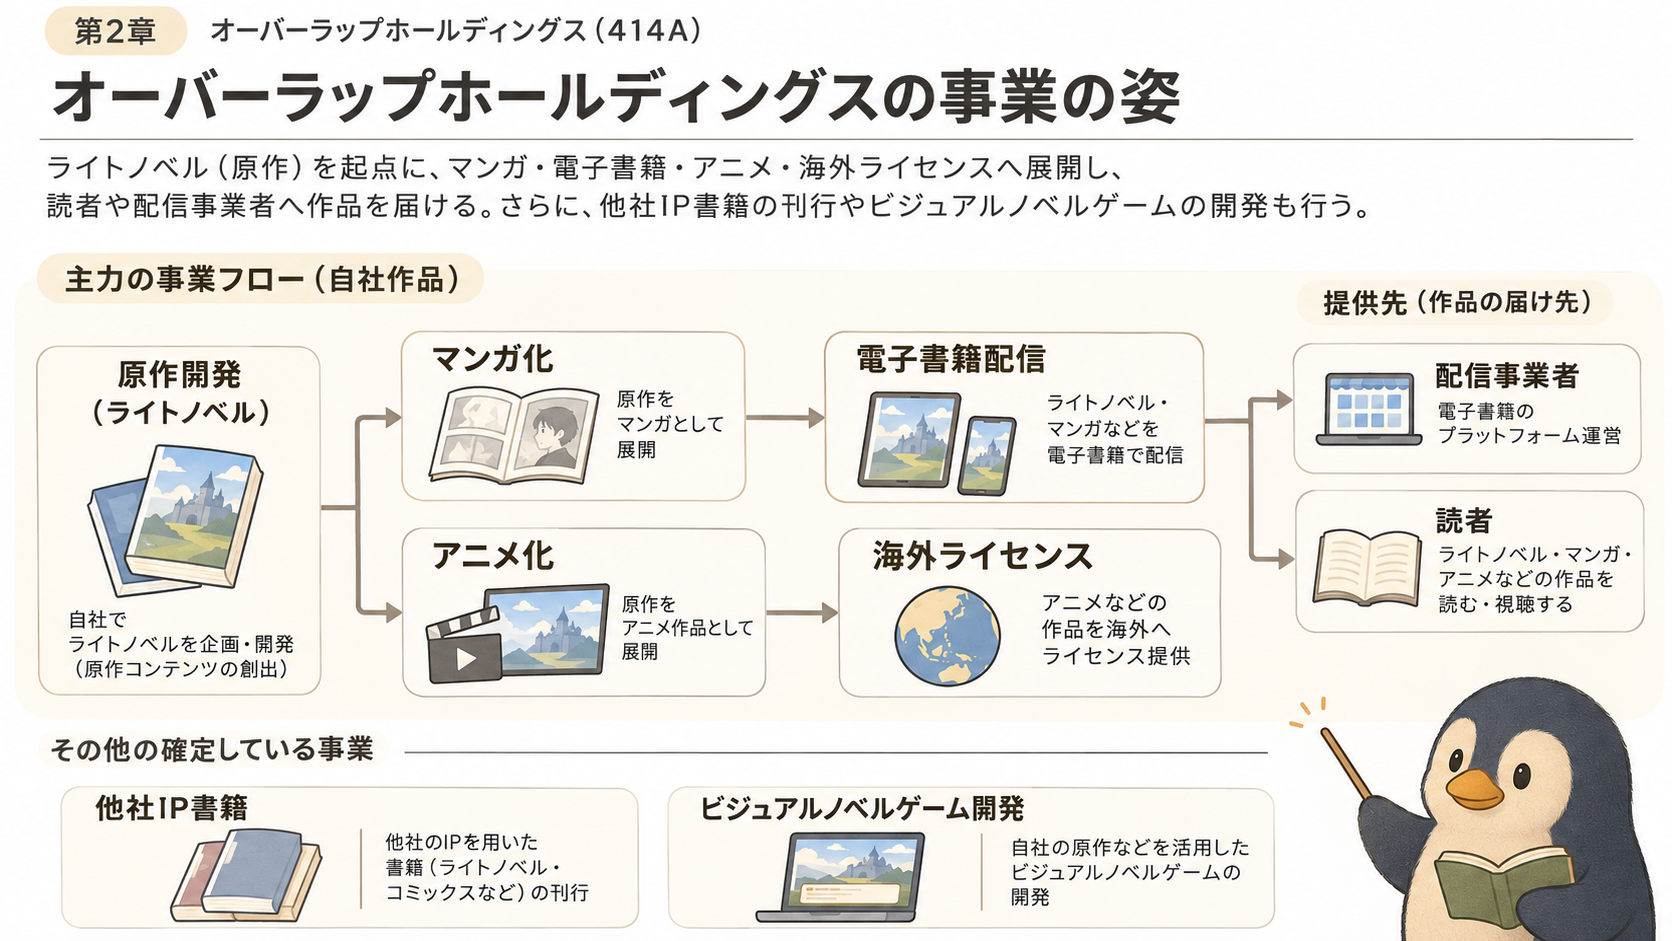 第2章
オーバーラップホールディングス（414A）
オーバーラップホールディングスの事業の姿
ライトノベル（原作）を起点に、マンガ・電子書籍・アニメ・海外ライセンスへ展開し、
読者や配信事業者へ作品を届ける。さらに、他社IP書籍の刊行やビジュアルノベルゲームの開発も行う。
主力の事業フロー（自社作品）
提供先（作品の届け先）
原作開発
（ライトノベル）
自社で
ライトノベルを企画・開発
（原作コンテンツの創出）
マンガ化
原作を
マンガとして
展開
電子書籍配信
ライトノベル・
マンガなどを
電子書籍で配信
配信事業者
電子書籍の
プラットフォーム運営
アニメ化
原作を
アニメ作品として
展開
海外ライセンス
アニメなどの
作品を海外へ
ライセンス提供
読者
ライトノベル・マンガ・
アニメなどの作品を
読む・視聴する
その他の確定している事業
他社IP書籍
他社のIPを用いた
書籍（ライトノベル・
コミックスなど）の刊行
ビジュアルノベルゲーム開発
自社の原作などを活用した
ビジュアルノベルゲームの
開発